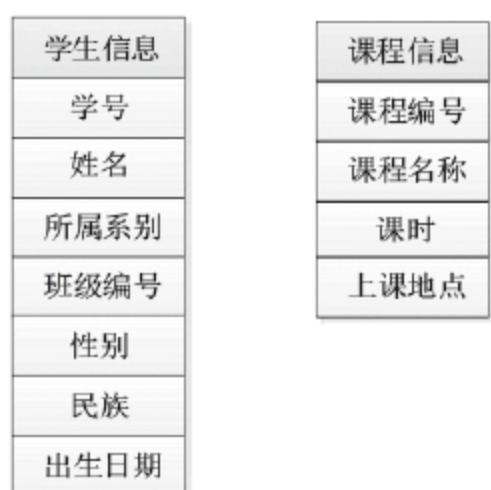 学生信息
学号
姓名
所属系别
班级编号
性别
民族
出生日期
课程信息
课程编号
课程名称
课时
上课地点